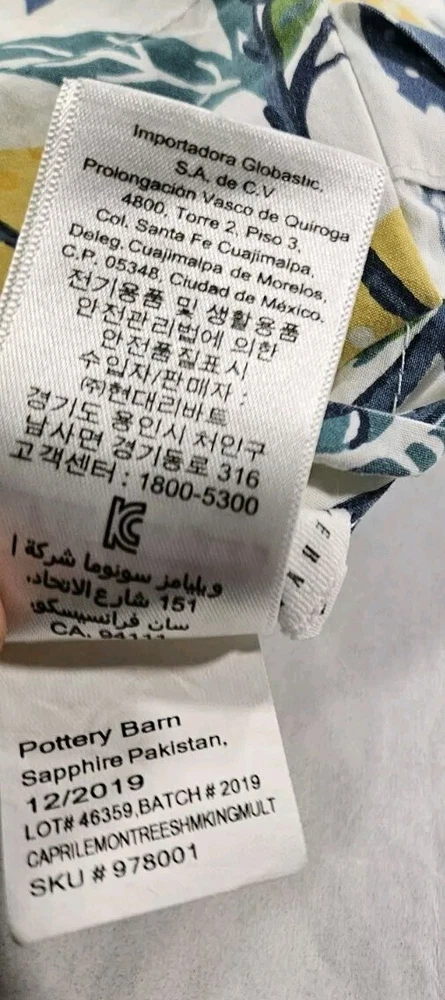 Importadora Globastic,
S.A. de C.V
Prolongación Vasco de Quiroga
4800, Torre 2, Piso 3,
Col. Santa Fe Cuajimalpa,
Deleg. Cuajimalpa de Morelos,
C.P. 05348, Ciudad de México.
전기용품 및 생활용품
안전관리법에 의한
안전품질표시
수입자/판매자 :
(주)현대리바트
경기도 용인시 처인구
남사면 경기동로 316
고객센터 : 1800-5300
ويليامز سونوما شركة
151 شارع الاتحاد،
سان فرانسيسكو،
CA. 94111
Pottery Barn
Sapphire Pakistan,
12/2019
LOT# 46359,BATCH # 2019
CAPRILEMONTREESHMKINGMULT
SKU # 978001